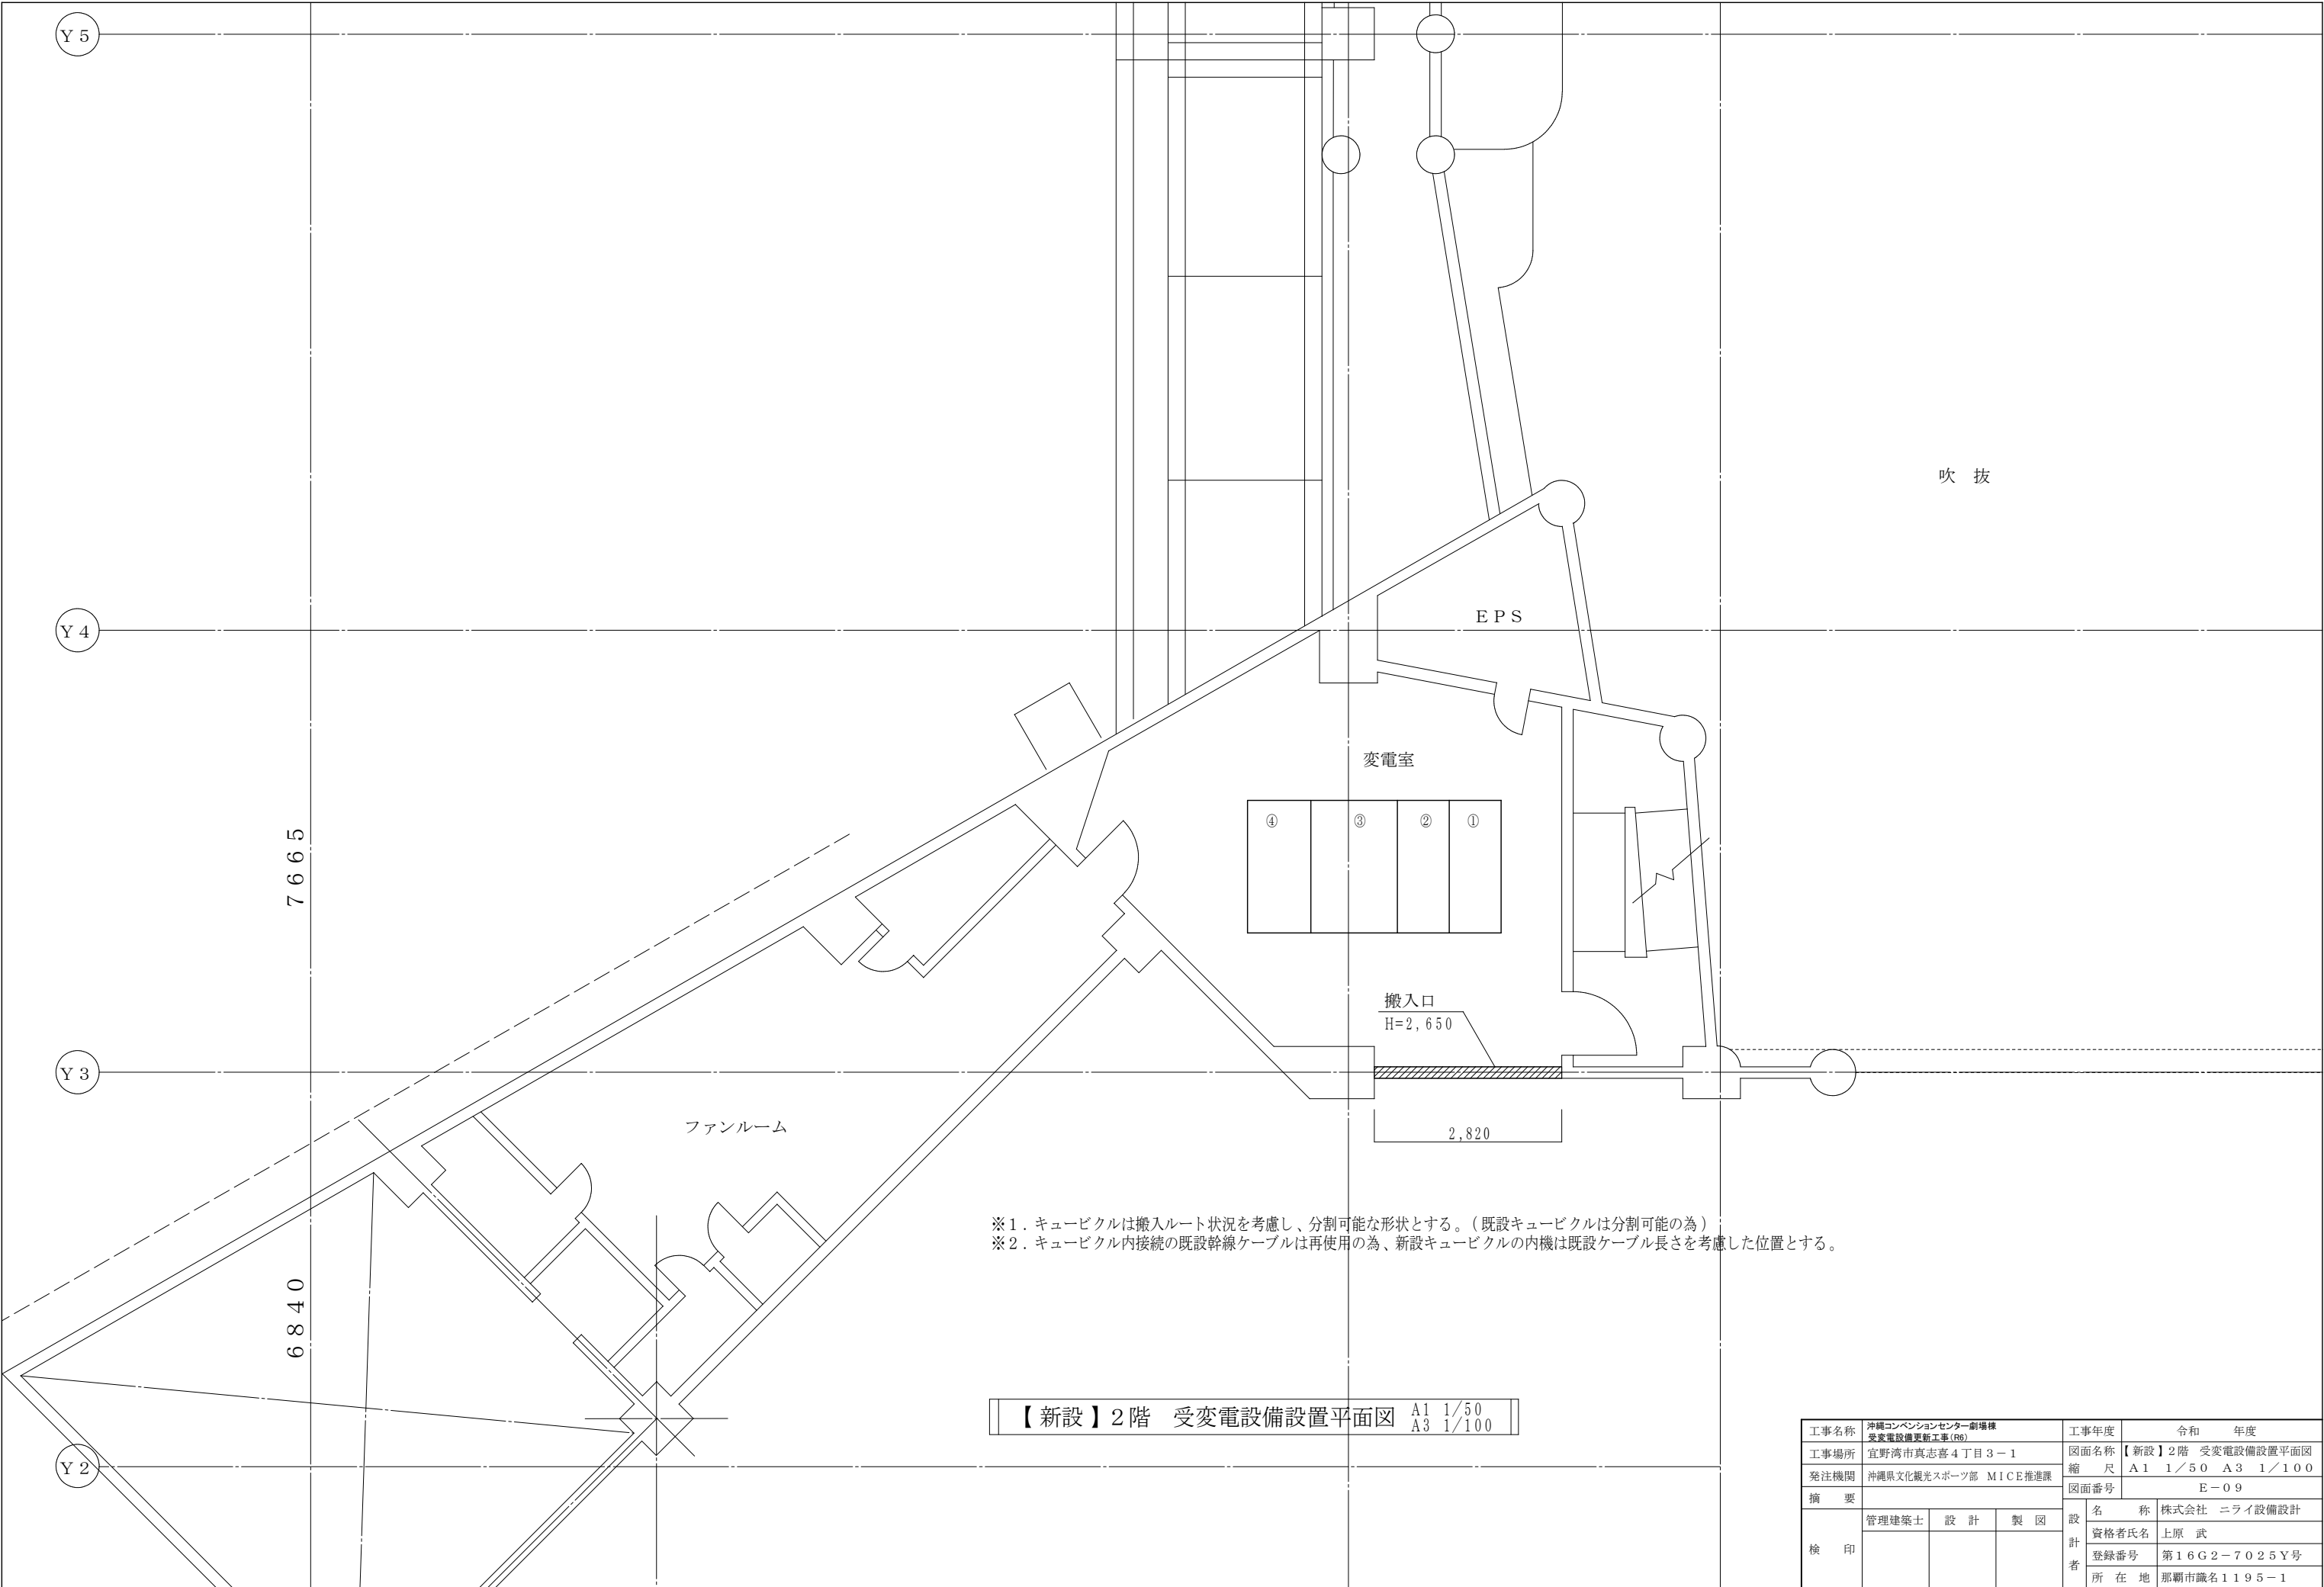 Ｙ５
吹　抜
ＥＰＳ
Ｙ４
変電室
④
③
②
①
７６６５
搬入口
H=2,650
Ｙ３
ファンルーム
2,820
※１．キュービクルは搬入ルート状況を考慮し、分割可能な形状とする。（既設キュービクルは分割可能の為）
※２．キュービクル内接続の既設幹線ケーブルは再使用の為、新設キュービクルの内機は既設ケーブル長さを考慮した位置とする。
６８４０
【新設】２階　受変電設備設置平面図
A1 1/50
A3 1/100
Ｙ２
工事名称
沖縄コンベンションセンター劇場棟
受変電設備更新工事（R6）
工事場所
宜野湾市真志喜４丁目３－１
発注機関
沖縄県文化観光スポーツ部　ＭＩＣＥ推進課
摘　要
検　印
管理建築士
設　計
製　図
工事年度
令和　　年度
図面名称
【新設】２階　受変電設備設置平面図
縮　尺
Ａ１　１／５０　Ａ３　１／１００
図面番号
Ｅ－０９
設計者
名　称
株式会社　ニライ設備設計
資格者氏名
上原　武
登録番号
第１６Ｇ２－７０２５Ｙ号
所　在　地
那覇市識名１１９５－１